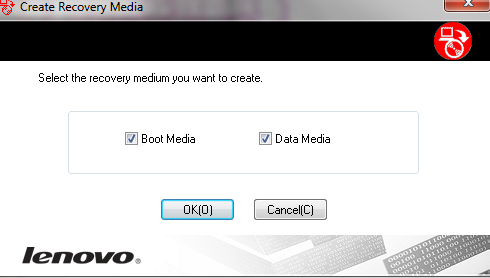 Create Recovery Media
Select the recovery medium you want to create.
Boot Media
Data Media
OK(O)
Cancel(C)
lenovo.